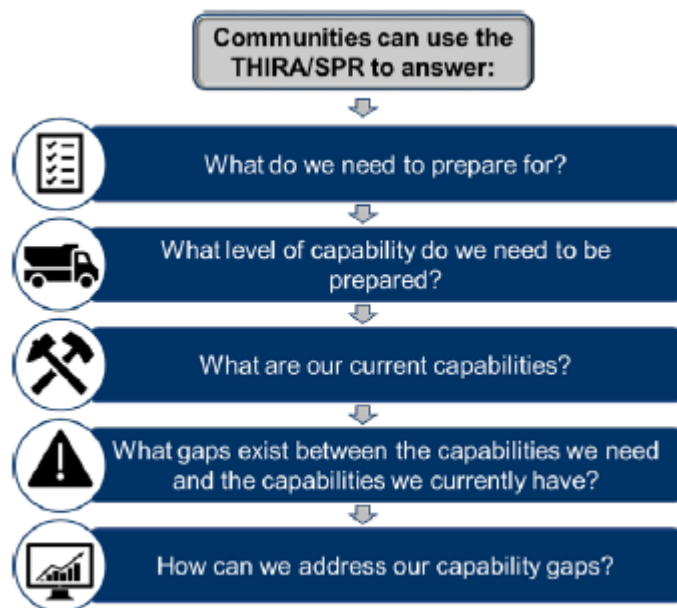 Communities can use the
THIRA/SPR to answer:
What do we need to prepare for?
What level of capability do we need to be
prepared?
What are our current capabilities?
What gaps exist between the capabilities we need
and the capabilities we currently have?
How can we address our capability gaps?